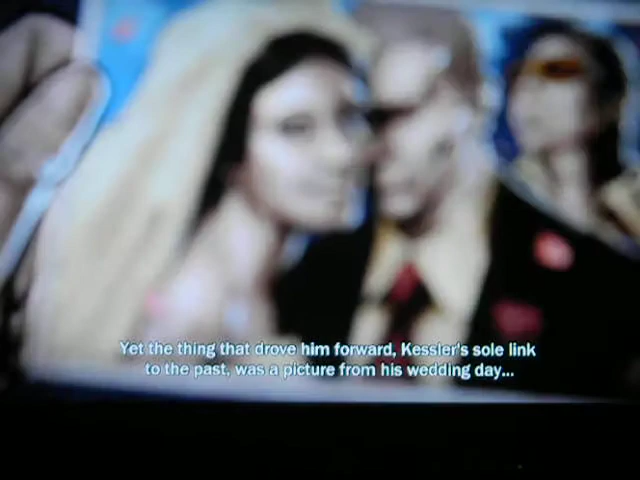 Yet the thing that drove him forward, Kessler's sole link
to the past, was a picture from his wedding day...